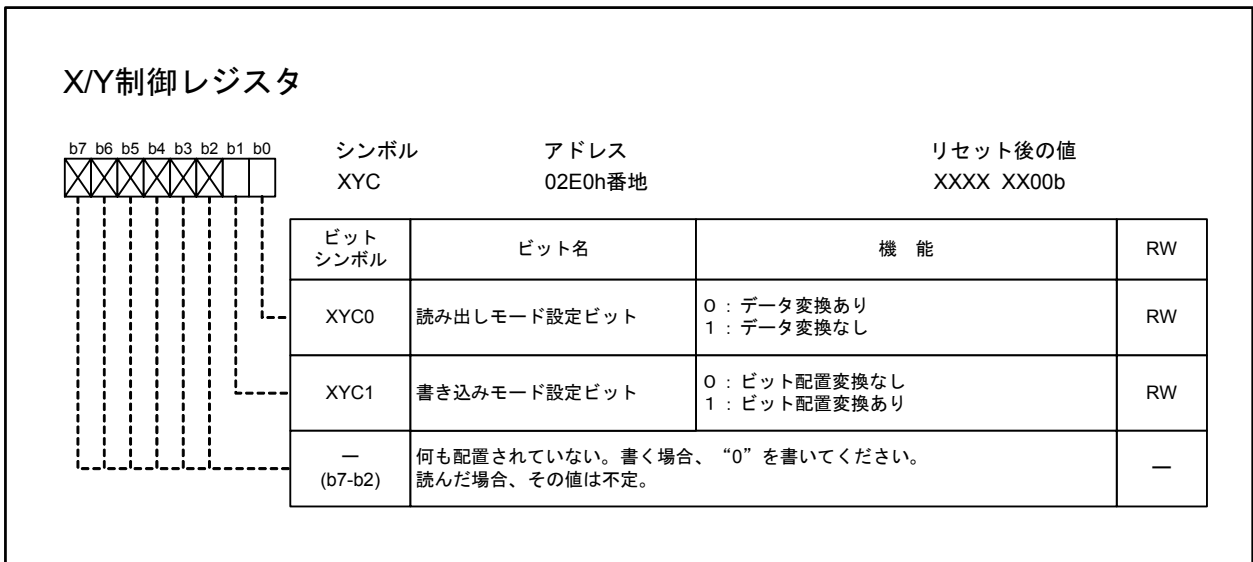 X/Y制御レジスタ
b7 b6 b5 b4 b3 b2 b1 b0
シンボル アドレス リセット後の値
XYC 02E0h番地 XXXX XX00b
ビット
シンボル
ビット名
機 能
RW
XYC0
読み出しモード設定ビット
0 : データ変換あり
1 : データ変換なし
RW
XYC1
書き込みモード設定ビット
0 : ビット配置変換なし
1 : ビット配置変換あり
RW
—
(b7-b2)
何も配置されていない。書く場合、“0”を書いてください。
読んだ場合、その値は不定。
—